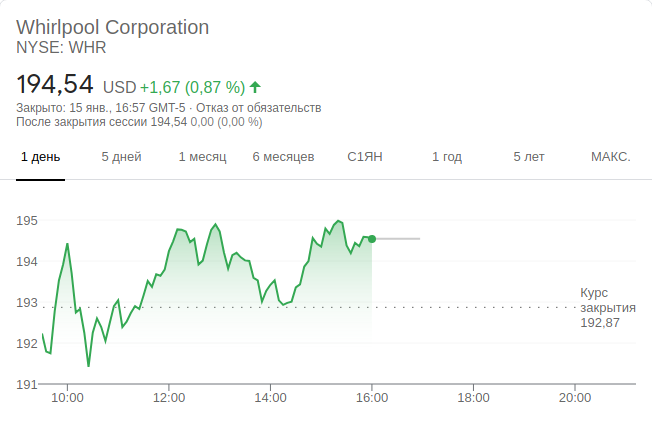 Whirlpool Corporation
NYSE: WHR
194,54 USD +1,67 (0,87 %)
Закрыто: 15 янв., 16:57 GMT-5 · Отказ от обязательств
После закрытия сессии 194,54 0,00 (0,00 %)
1 день 5 дней 1 месяц 6 месяцев С1ЯН 1 год 5 лет МАКС.
195
194
193
192
191
Курс
закрытия
192,87
10:00 12:00 14:00 16:00 18:00 20:00